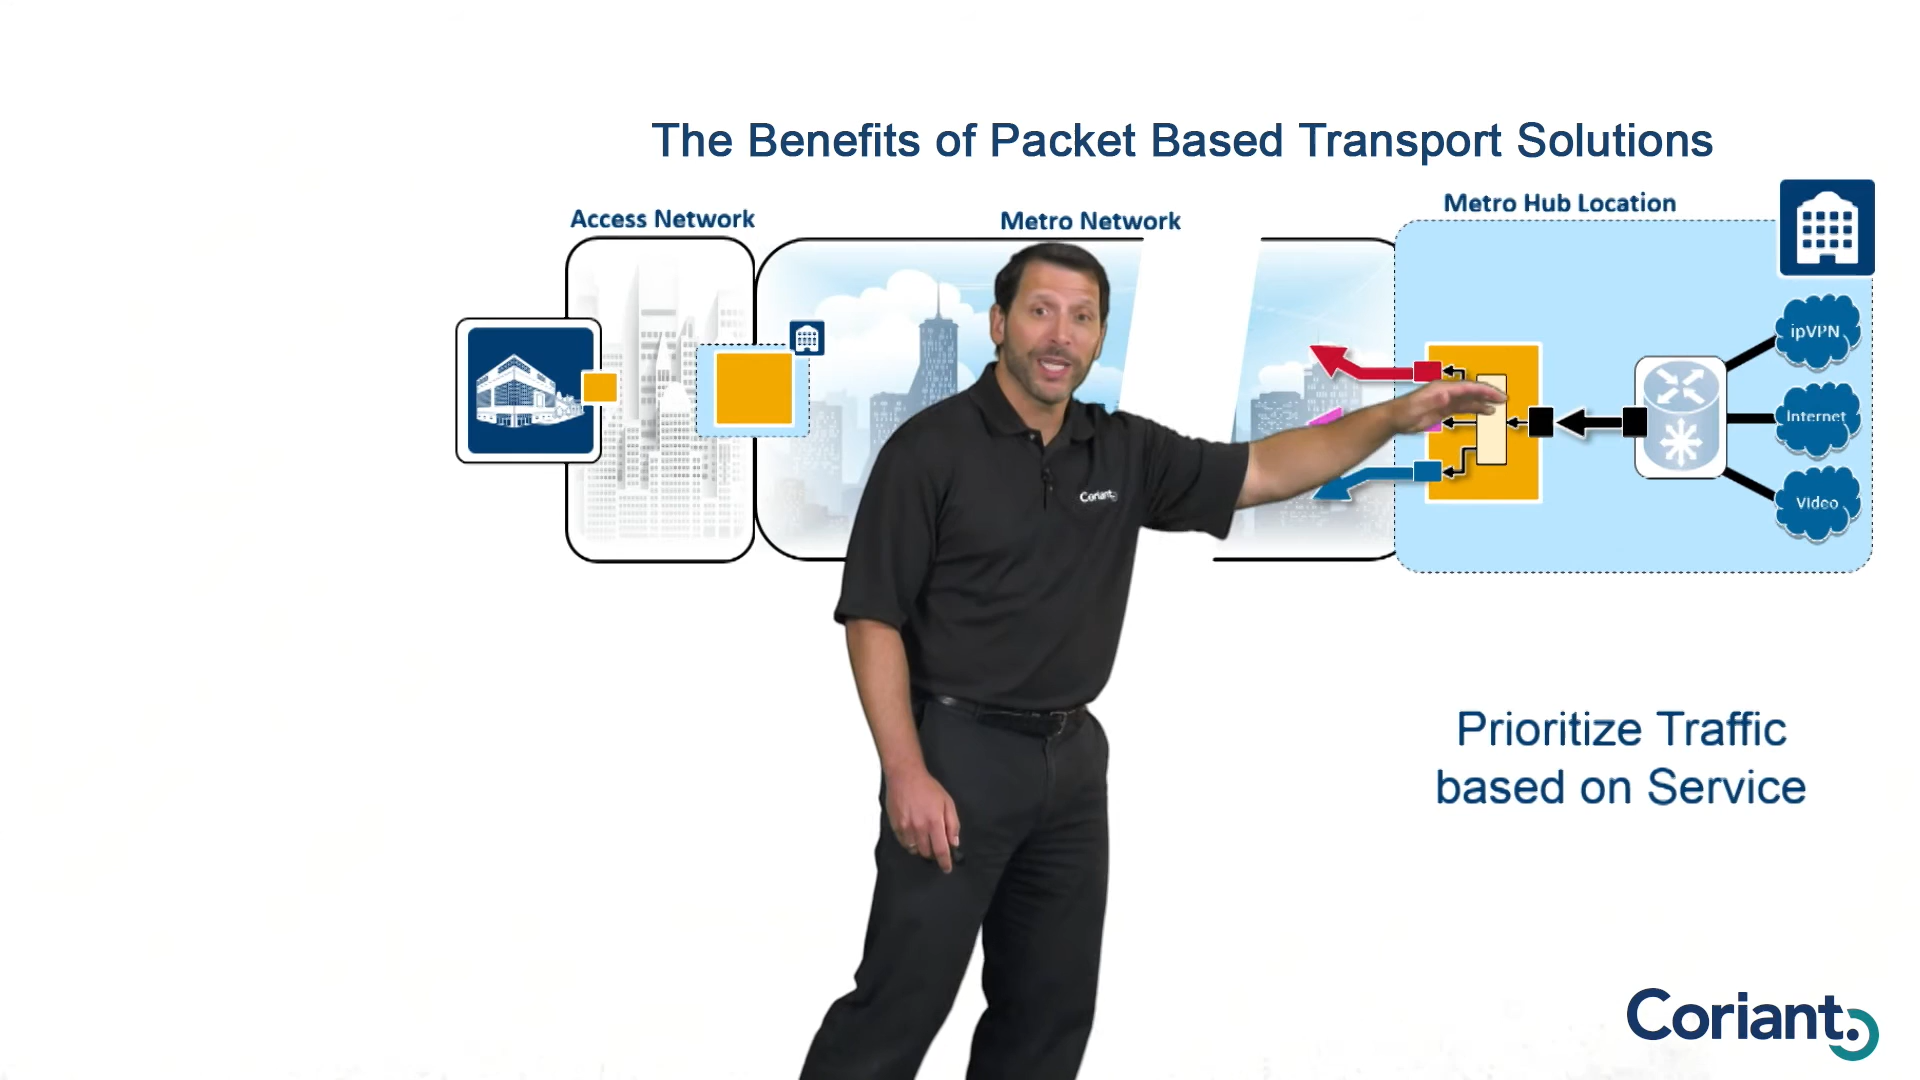 The Benefits of Packet Based Transport Solutions
Access Network
Metro Network
Metro Hub Location
ipVPN
Internet
Video
Coriant
Prioritize Traffic
based on Service
Coriant.